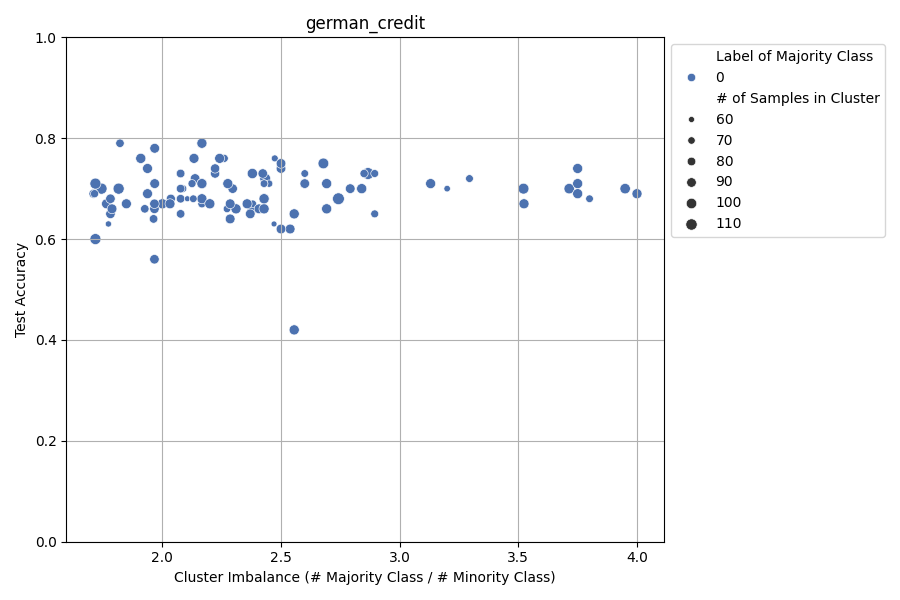 german_credit
Test Accuracy
1.0
0.8
0.6
0.4
0.2
0.0
2.0 2.5 3.0 3.5 4.0
Cluster Imbalance (# Majority Class / # Minority Class)
Label of Majority Class
0
# of Samples in Cluster
60
70
80
90
100
110